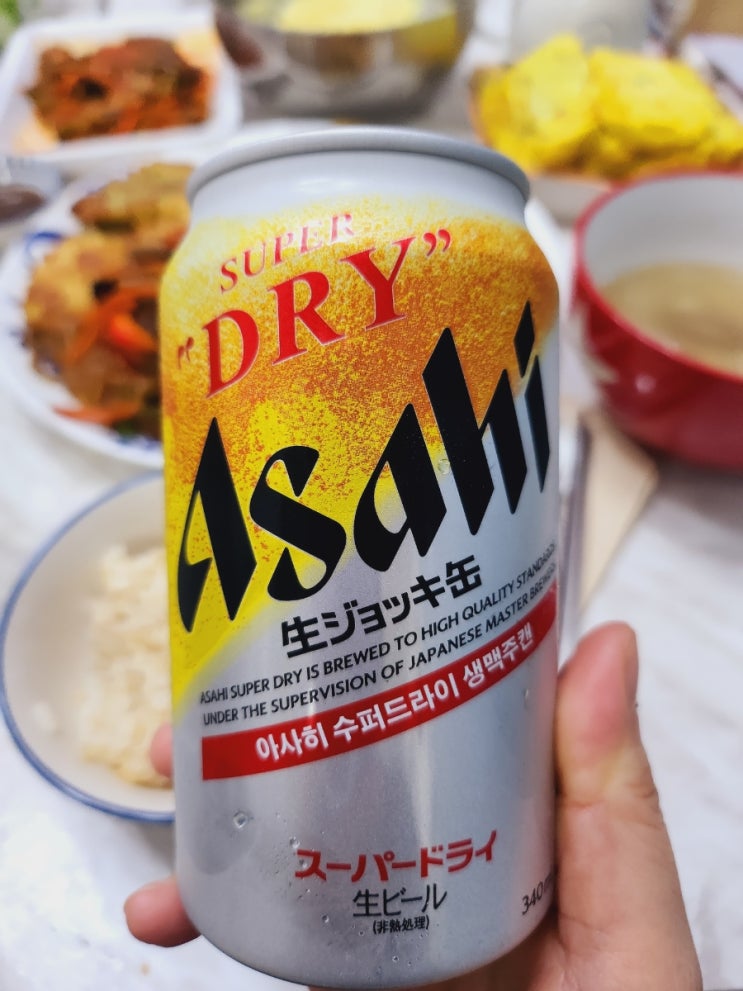 SUPER
"DRY"
Asahi
生ジョッキ缶
ASAHI SUPER DRY IS BREWED TO HIGH QUALITY STANDARDS
UNDER THE SUPERVISION OF JAPANESE MASTER
아사히 수퍼드라이 생맥주캔
スーパードライ
生ビール
(非熱処理)
340